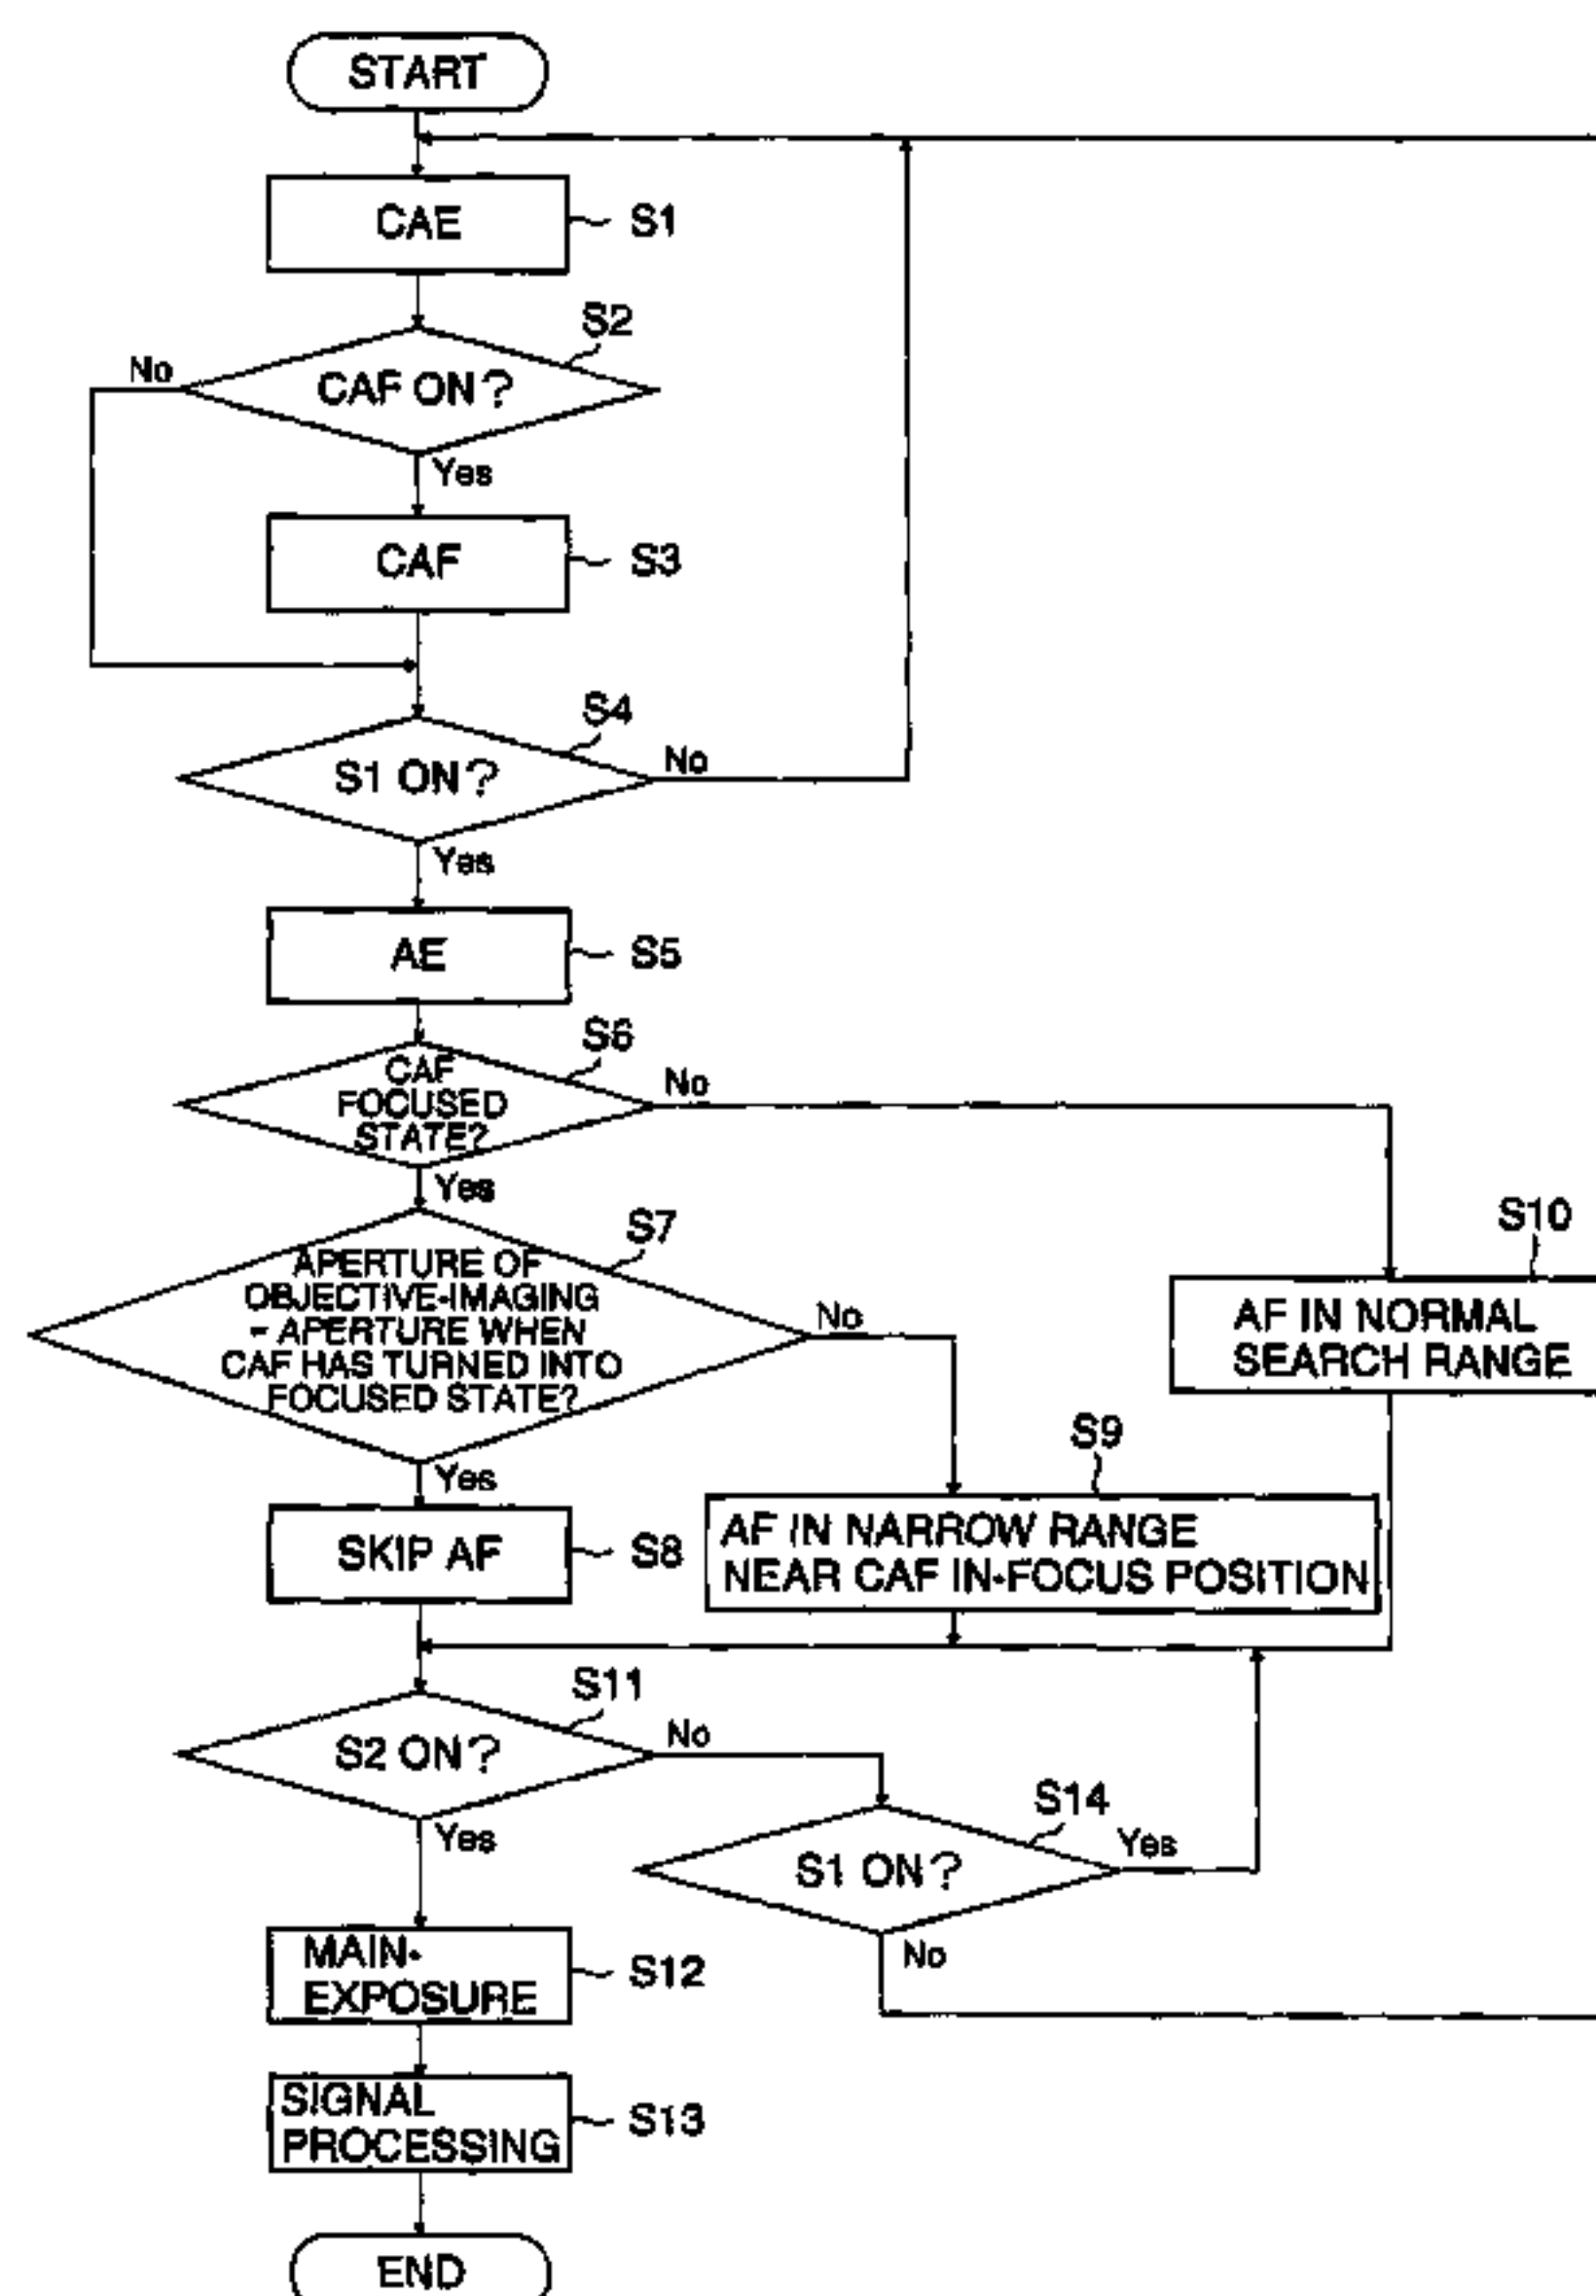 START
CAE
S1
S2
No
CAF ON?
Yes
CAF
S3
S4
S1 ON?
No
Yes
AE
S5
S6
CAF
FOCUSED
STATE?
No
Yes
S7
APERTURE OF
OBJECTIVE-IMAGING
= APERTURE WHEN
CAF HAS TURNED INTO
FOCUSED STATE?
No
S10
AF IN NORMAL
SEARCH RANGE
Yes
S9
AF IN NARROW RANGE
NEAR CAF IN-FOCUS POSITION
SKIP AF
S8
S11
S2 ON?
No
Yes
S14
S1 ON?
Yes
No
MAIN-
EXPOSURE
S12
SIGNAL
PROCESSING
S13
END